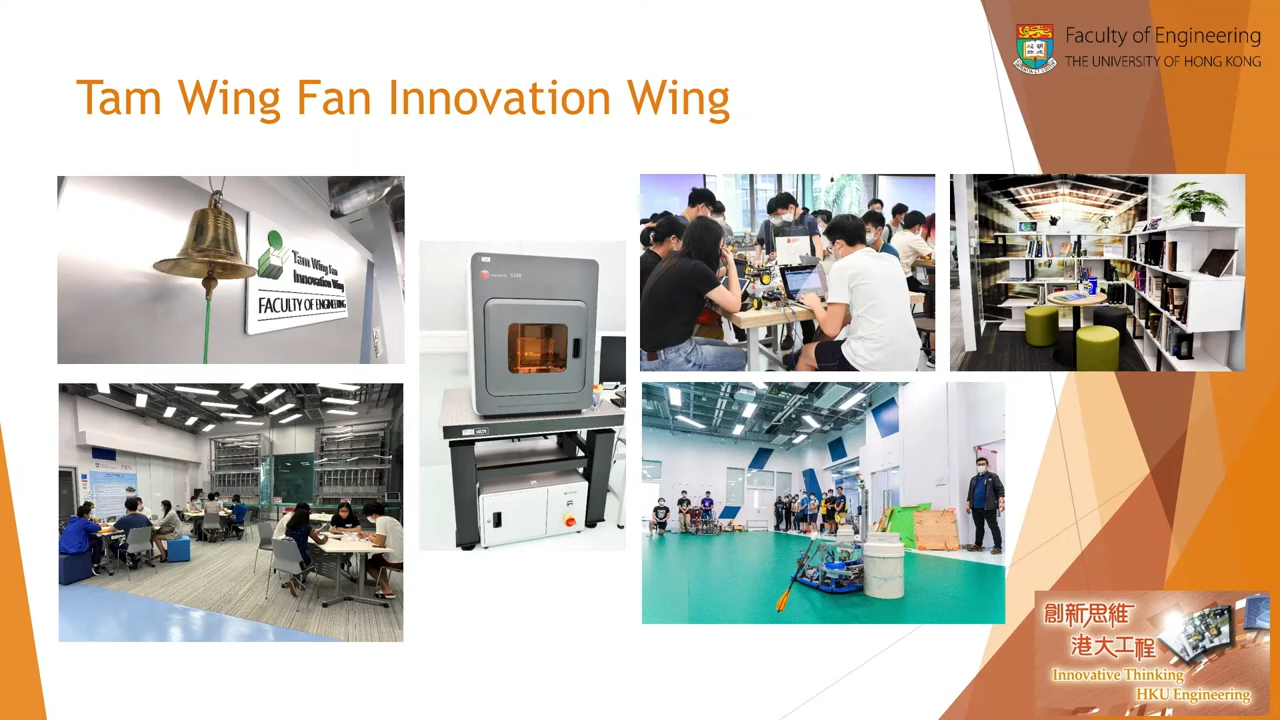 Faculty of Engineering
THE UNIVERSITY OF HONG KONG
Tam Wing Fan Innovation Wing
Tam Wing Fan
Innovation Wing
FACULTY OF ENGINEERING
創新思維
港大工程
Innovative Thinking
HKU Engineering